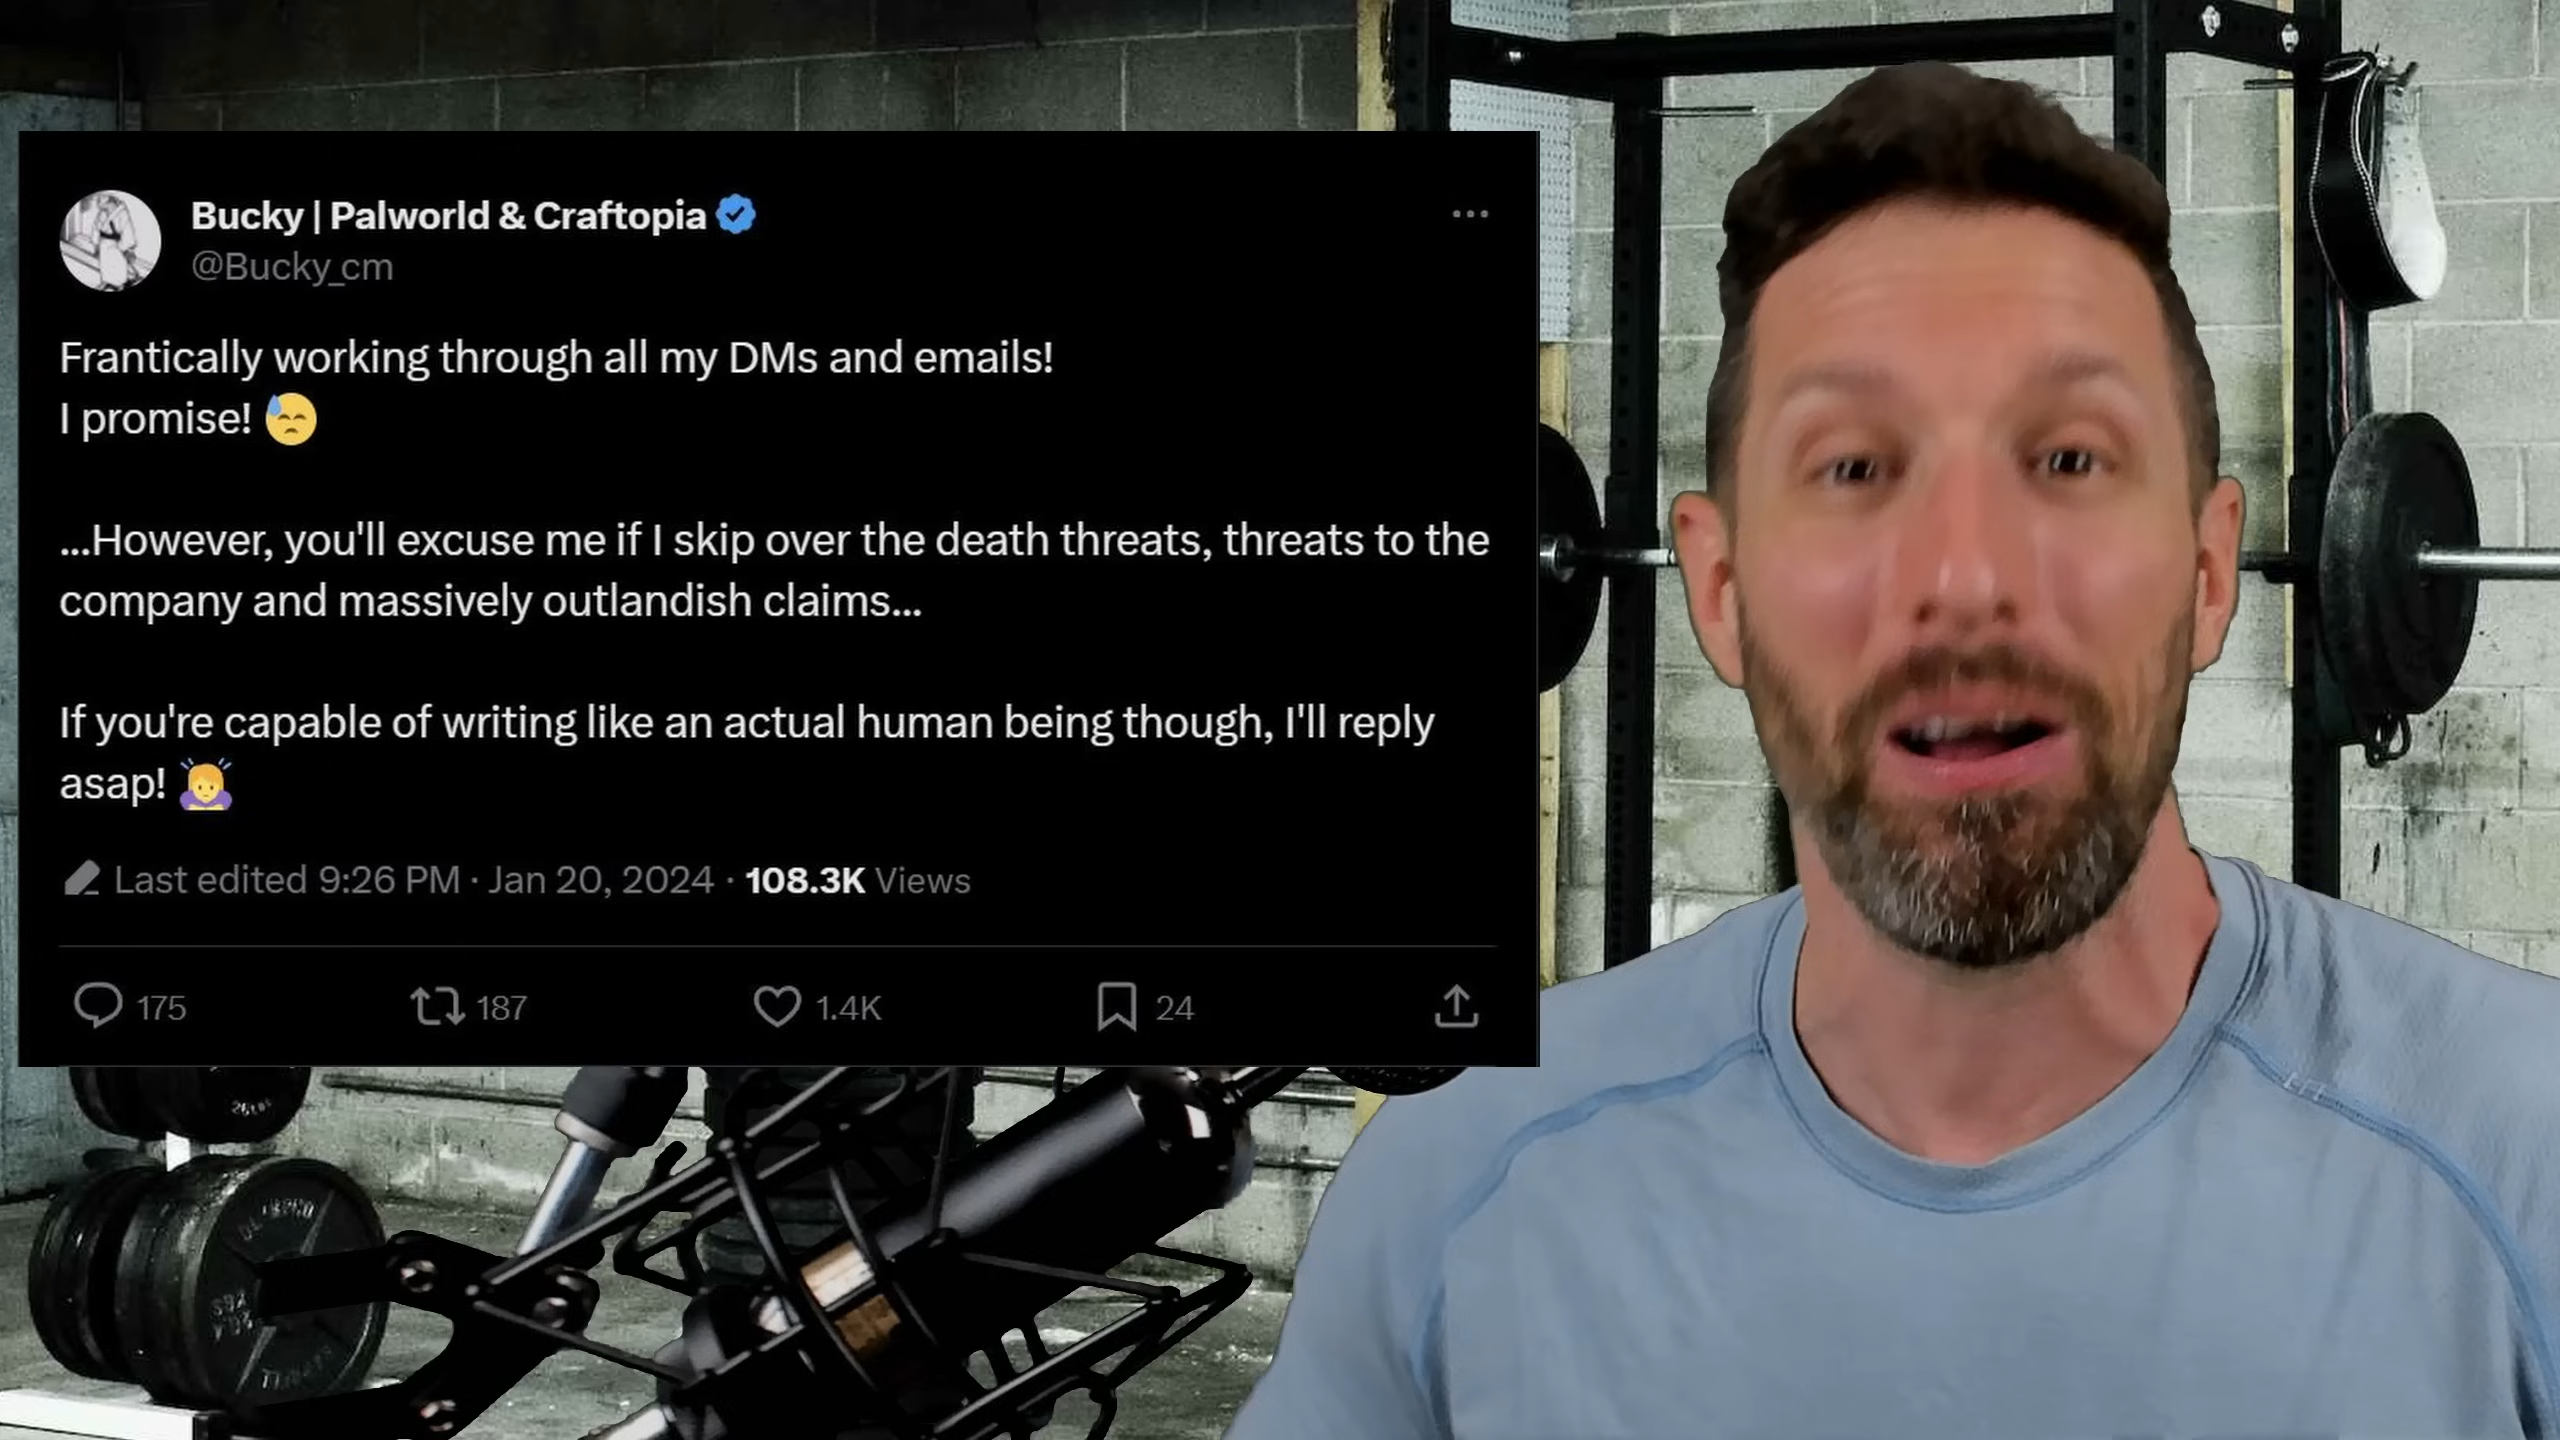 Bucky | Palworld & Craftopia
@Bucky_cm
Frantically working through all my DMs and emails!
I promise! 😓
...However, you'll excuse me if I skip over the death threats, threats to the
company and massively outlandish claims...
If you're capable of writing like an actual human being though, I'll reply
asap! 🙇
Last edited 9:26 PM · Jan 20, 2024 · 108.3K Views
175 187 1.4K 24